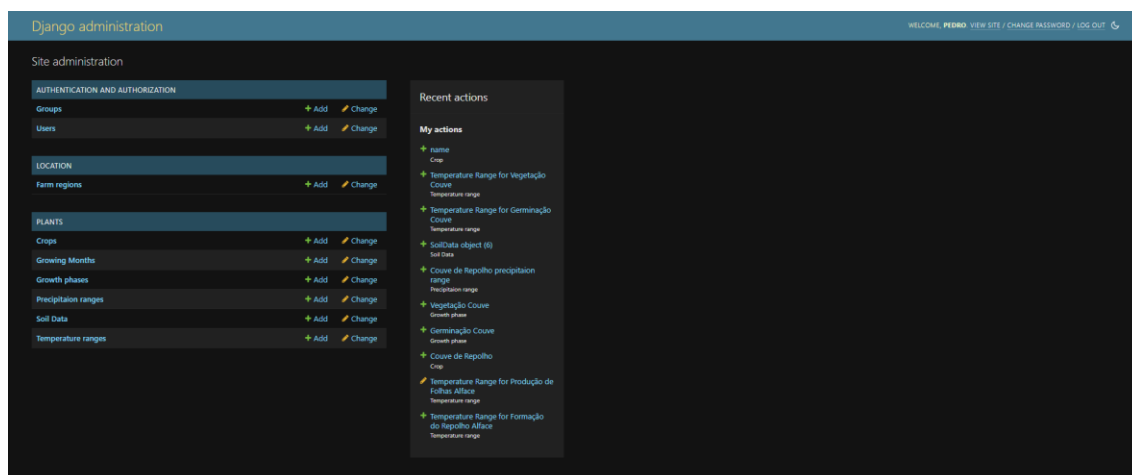 Django administration
WELCOME, PEDRO. VIEW SITE / CHANGE PASSWORD / LOG OUT
Site administration
AUTHENTICATION AND AUTHORIZATION
Groups + Add Change
Users + Add Change
LOCATION
Farm regions + Add Change
PLANTS
Crops + Add Change
Growing Months + Add Change
Growth phases + Add Change
Precipitaion ranges + Add Change
Soil Data + Add Change
Temperature ranges + Add Change
Recent actions
My actions
+ name
Crop
+ Temperature Range for Vegetação
Couve
Temperature range
+ Temperature Range for Germinação
Couve
Temperature range
+ SoilData object (6)
Soil Data
+ Couve de Repolho precipitaion
range
Precipitaion range
+ Vegetação Couve
Growth phase
+ Germinação Couve
Growth phase
+ Couve de Repolho
Crop
Temperature Range for Produção de
Folhas Alface
Temperature range
+ Temperature Range for Formação
do Repolho Alface
Temperature range